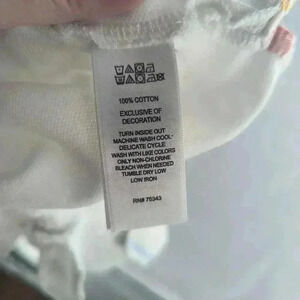 100% COTTON
EXCLUSIVE OF
DECORATION
TURN INSIDE OUT
MACHINE WASH COOL-
DELICATE CYCLE
WASH WITH LIKE COLORS
ONLY NON-CHLORINE
BLEACH WHEN NEEDED
TUMBLE DRY LOW
LOW IRON
RN# 75343